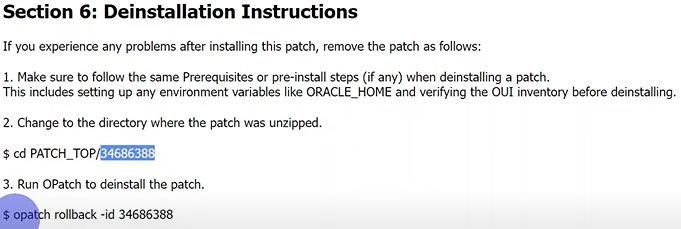 Section 6: Deinstallation Instructions
If you experience any problems after installing this patch, remove the patch as follows:
1. Make sure to follow the same Prerequisites or pre-install steps (if any) when deinstalling a patch.
This includes setting up any environment variables like ORACLE_HOME and verifying the OUI inventory before deinstalling.
2. Change to the directory where the patch was unzipped.
$ cd PATCH_TOP/34686388
3. Run OPatch to deinstall the patch.
$ opatch rollback -id 34686388